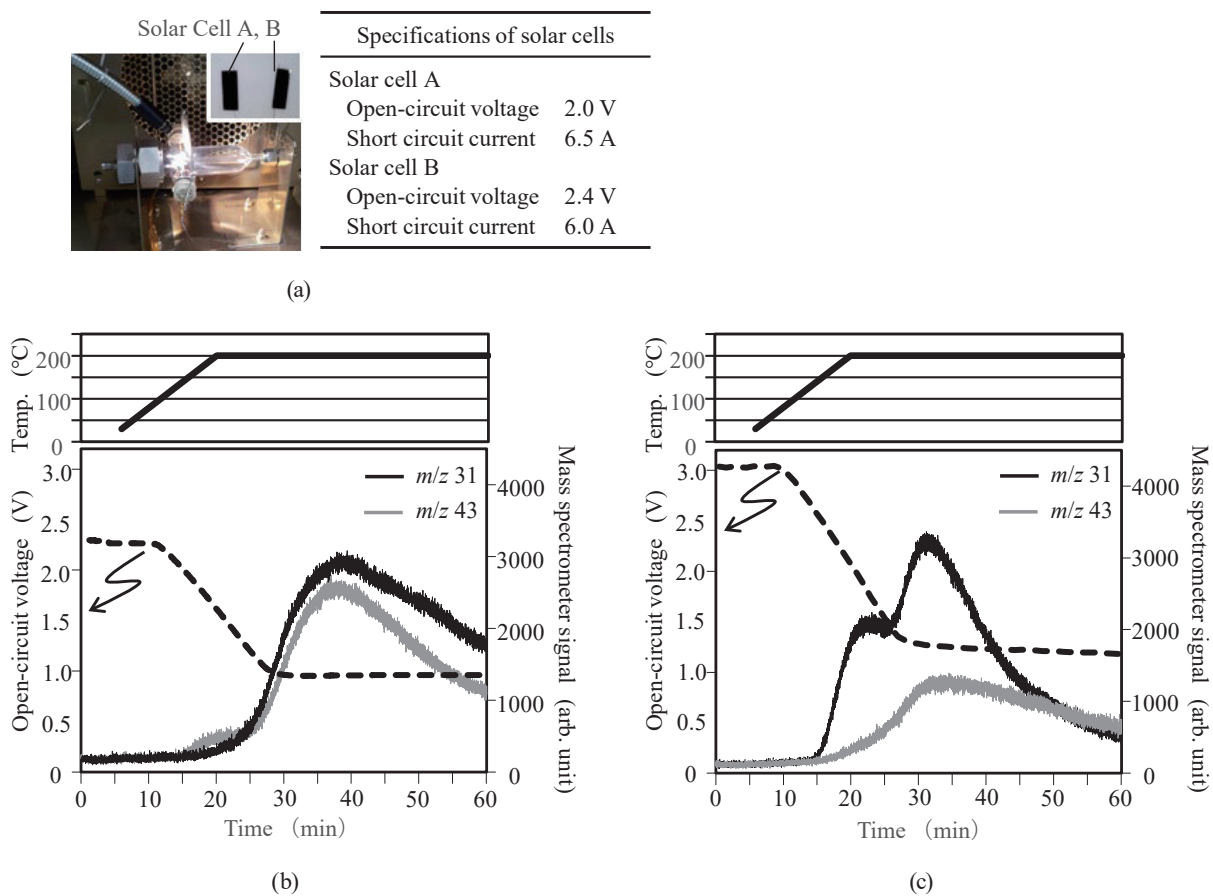 Solar Cell A, B
Specifications of solar cells
Solar cell A
Open-circuit voltage 2.0 V
Short circuit current 6.5 A
Solar cell B
Open-circuit voltage 2.4 V
Short circuit current 6.0 A
(a)
Temp. (℃)
200
100
0
Open-circuit voltage (V)
3.0
2.5
2.0
1.5
1.0
0.5
0
m/z 31
m/z 43
4000
3000
2000
1000
0
Mass spectrometer signal (arb. unit)
0 10 20 30 40 50 60
Time (min)
(b)
Temp. (℃)
200
100
0
Open-circuit voltage (V)
3.0
2.5
2.0
1.5
1.0
0.5
0
m/z 31
m/z 43
4000
3000
2000
1000
0
Mass spectrometer signal (arb. unit)
0 10 20 30 40 50 60
Time (min)
(c)